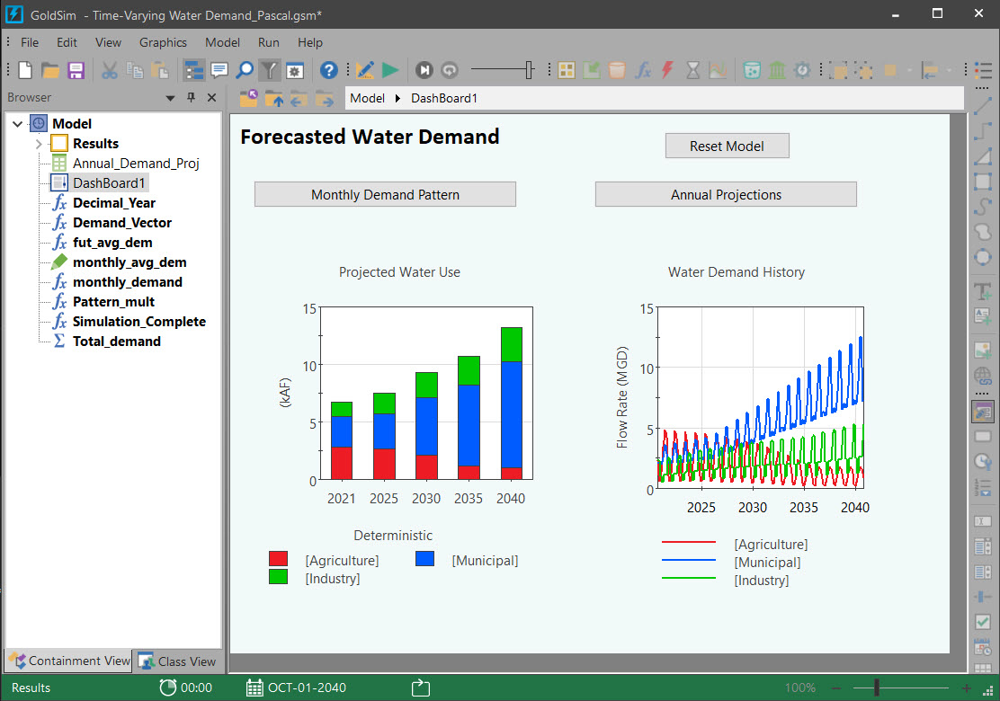 GoldSim - Time-Varying Water Demand_Pascal.gsm*
File Edit View Graphics Model Run Help
Browser
Model DashBoard1
Model
Results
Annual_Demand_Proj
DashBoard1
Decimal_Year
Demand_Vector
fut_avg_dem
monthly_avg_dem
monthly_demand
Pattern_mult
Simulation_Complete
Total_demand
Containment View Class View
Forecasted Water Demand
Reset Model
Monthly Demand Pattern Annual Projections
Projected Water Use
15
10
5
0
(kAF)
2021 2025 2030 2035 2040
Deterministic
[Agriculture] [Municipal]
[Industry]
Water Demand History
15
10
5
0
Flow Rate (MGD)
2025 2030 2035 2040
[Agriculture]
[Municipal]
[Industry]
Results 00:00 OCT-01-2040 100%